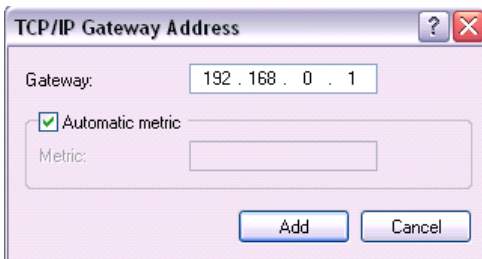 TCP/IP Gateway Address
Gateway: 192 . 168 . 0 . 1
Automatic metric
Metric:
Add Cancel